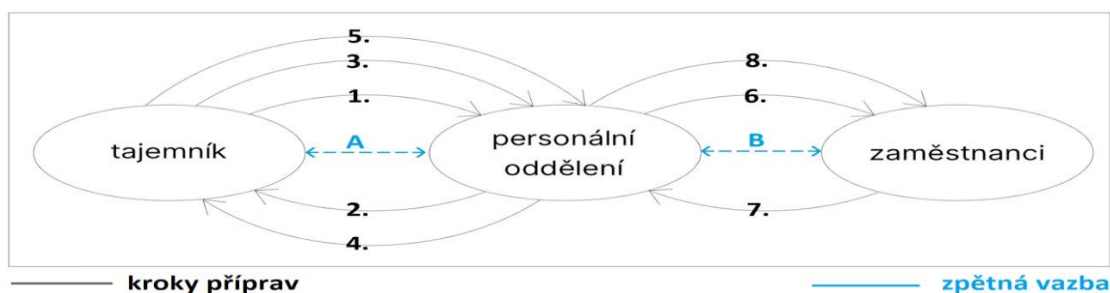 5.
3.
1.
8.
6.
tajemník
A
personální
oddělení
B
zaměstnanci
2.
4.
7.
kroky příprav
zpětná vazba